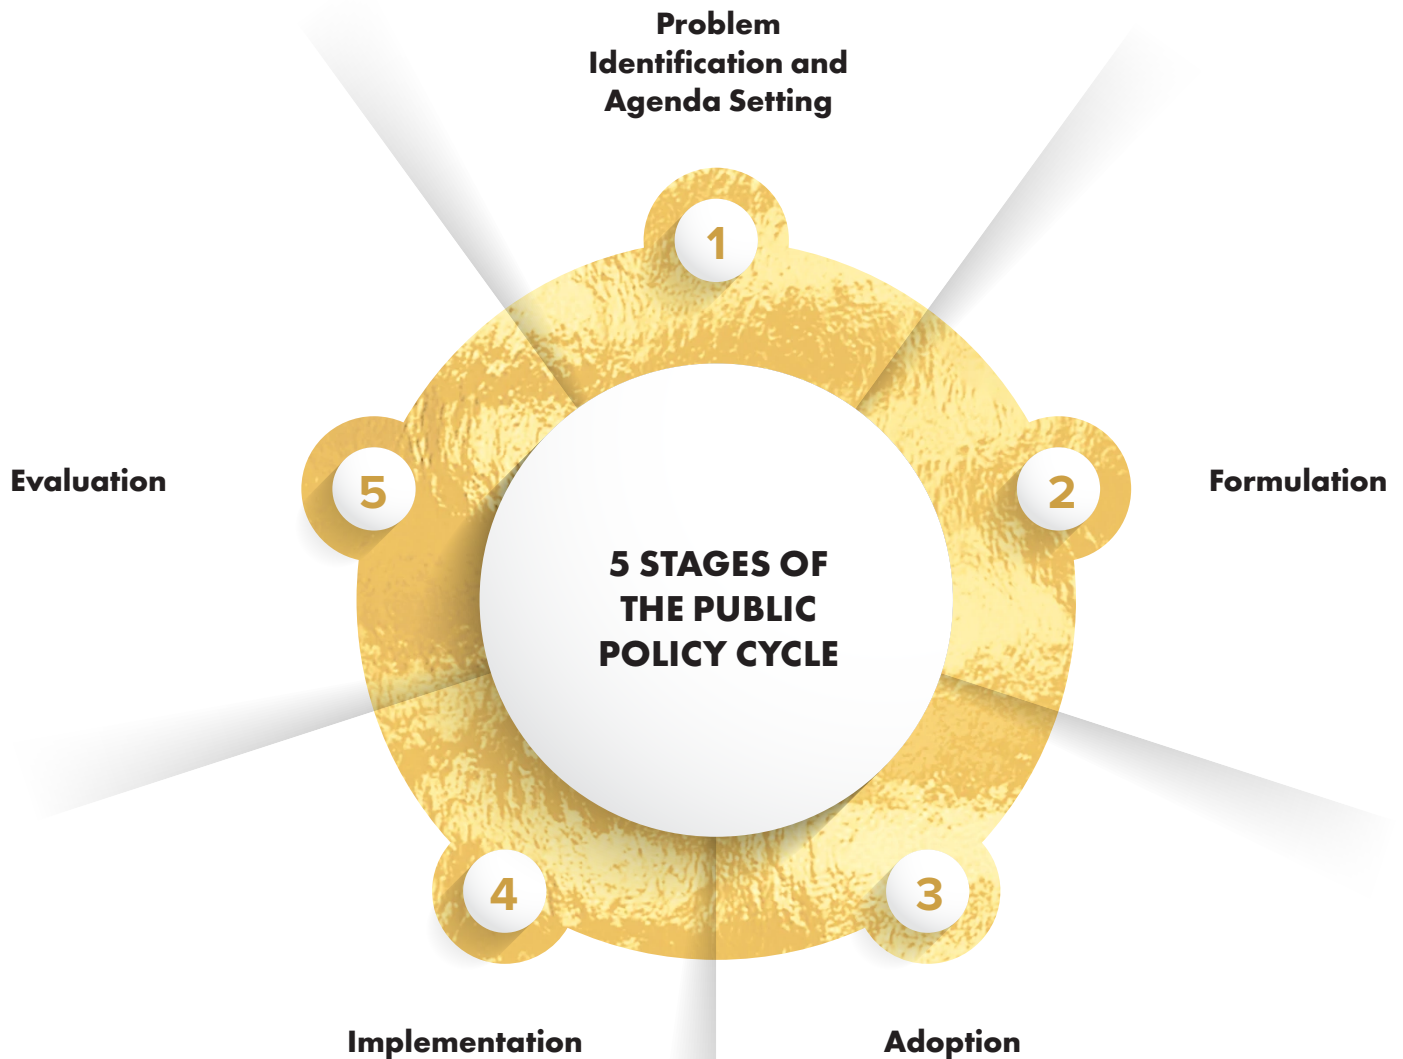 Problem
Identification and
Agenda Setting
1
2
Formulation
Evaluation
5
5 STAGES OF
THE PUBLIC
POLICY CYCLE
4
3
Implementation
Adoption